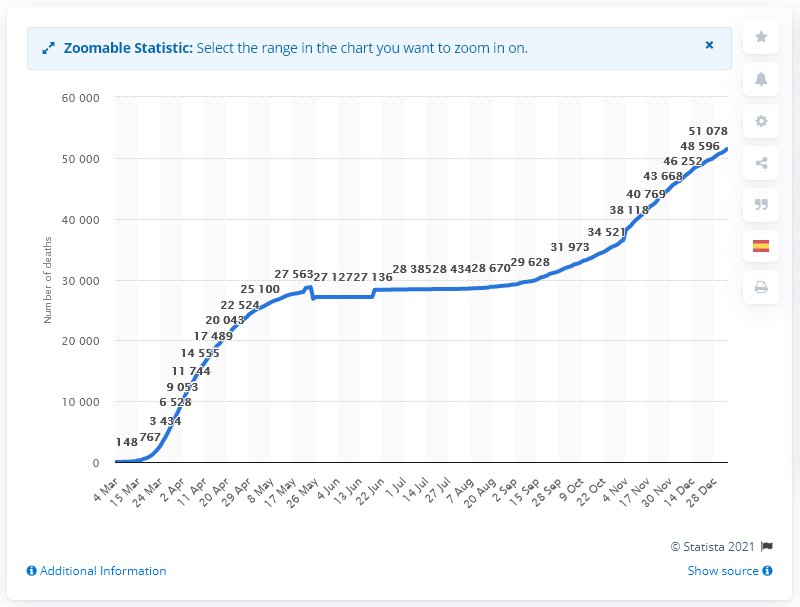 Zoomable Statistic: Select the range in the chart you want to zoom in on.
×
60 000
50 000
40 000
30 000
20 000
10 000
0
Number of deaths
148
767
3 434
6 528
9 053
11 744
14 555
17 489
20 043
22 524
25 100
27 563
27 127
27 136
28 385
28 434
28 670
29 628
31 973
34 521
38 118
40 769
43 668
46 252
48 596
51 078
4 Mar
15 Mar
24 Mar
2 Apr
11 Apr
20 Apr
29 Apr
8 May
17 May
26 May
4 Jun
13 Jun
22 Jun
1 Jul
14 Jul
27 Jul
7 Aug
20 Aug
2 Sep
15 Sep
28 Sep
9 Oct
22 Oct
4 Nov
17 Nov
30 Nov
14 Dec
28 Dec
© Statista 2021
Additional Information
Show source